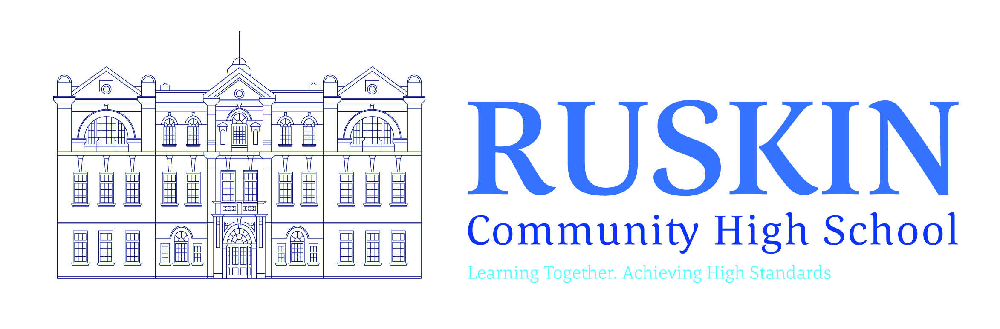 RUSKIN
Community High School
Learning Together. Achieving High Standards